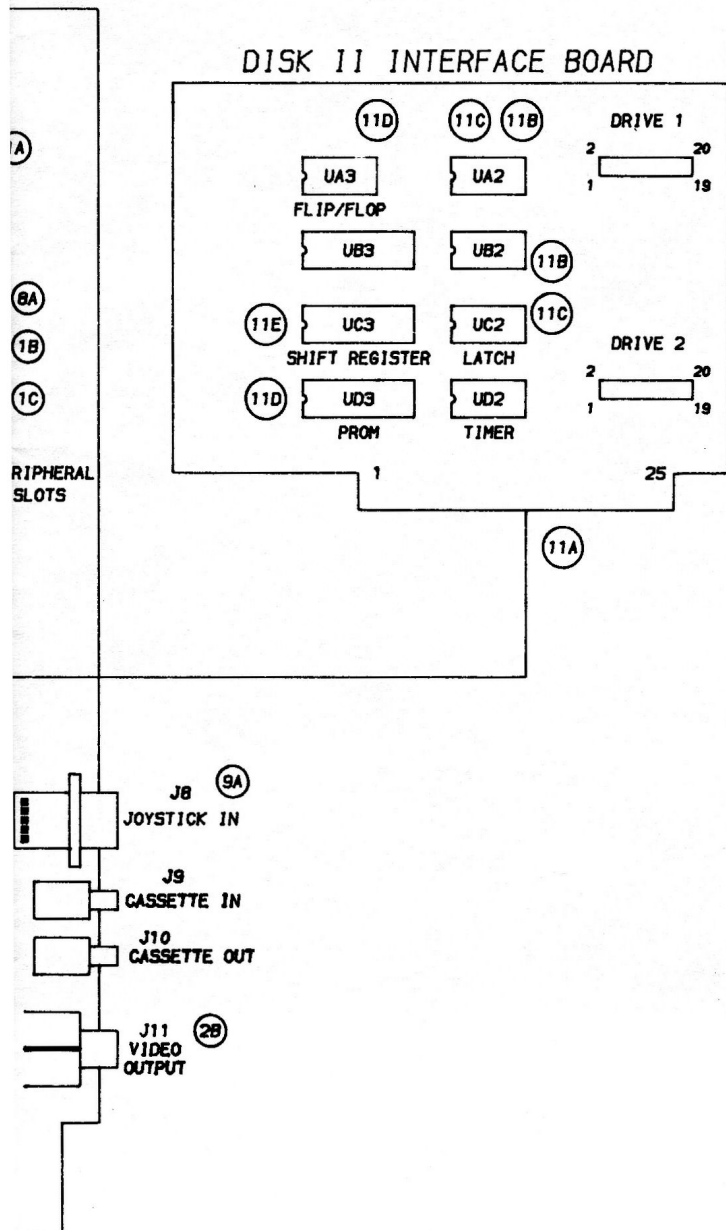 DISK II INTERFACE BOARD
11D
11C
11B
DRIVE 1
2
20
1
19
UA3
FLIP/FLOP
UA2
UB3
UB2
11B
8A
11E
UC3
SHIFT REGISTER
UC2
LATCH
11C
1B
DRIVE 2
2
20
1
19
1C
11D
UD3
PROM
UD2
TIMER
RIPHERAL
SLOTS
1
25
11A
J8
9A
JOYSTICK IN
J9
CASSETTE IN
J10
CASSETTE OUT
J11
2B
VIDEO
OUTPUT